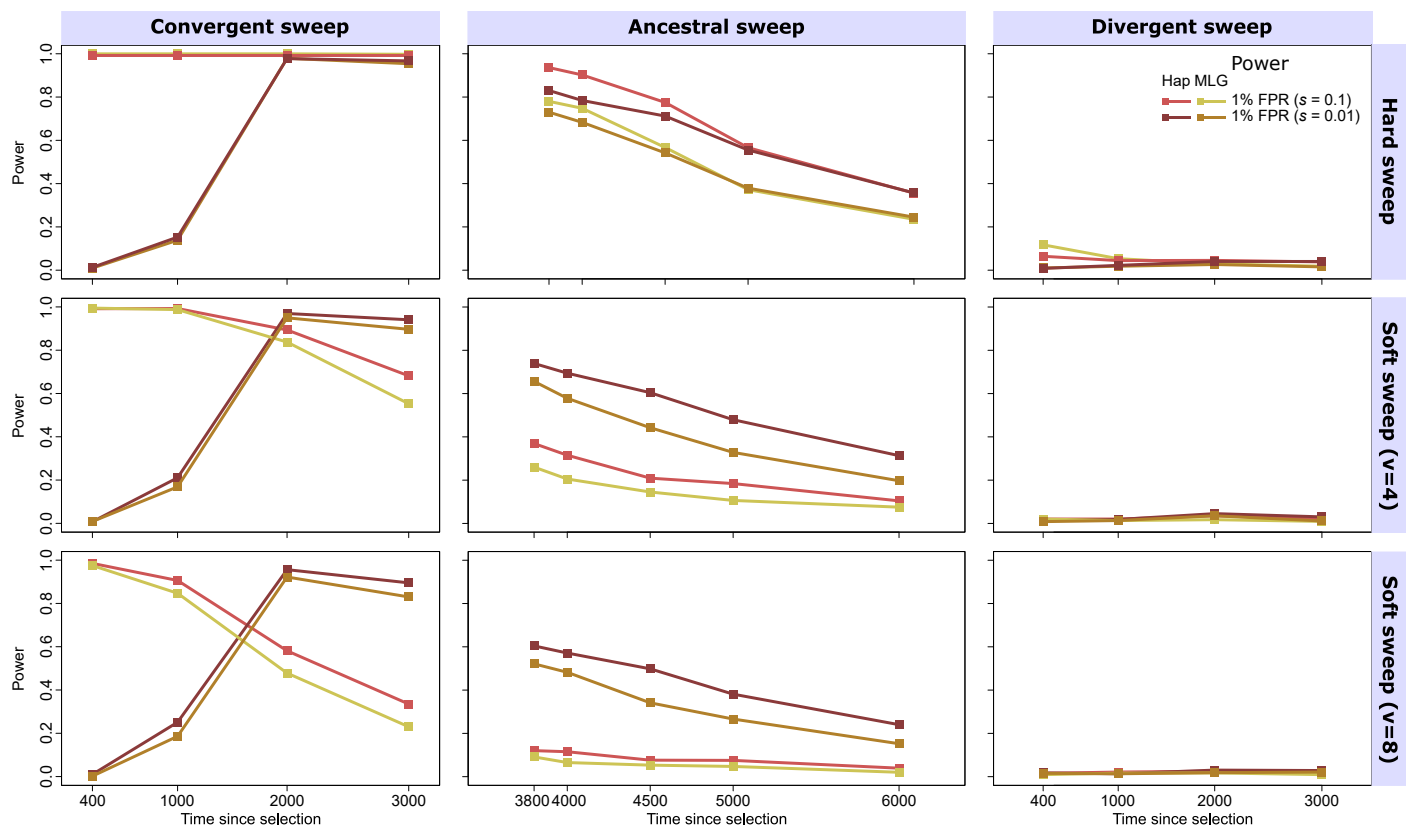 Convergent sweep
Ancestral sweep
Divergent sweep
Power
0.0 0.2 0.4 0.6 0.8 1.0
Power
Hap MLG
1% FPR (s = 0.1)
1% FPR (s = 0.01)
Hard sweep
Power
0.0 0.2 0.4 0.6 0.8 1.0
Soft sweep (v=4)
Power
0.0 0.2 0.4 0.6 0.8 1.0
Soft sweep (v=8)
400 1000 2000 3000
3800 4000 4500 5000 6000
400 1000 2000 3000
Time since selection
Time since selection
Time since selection